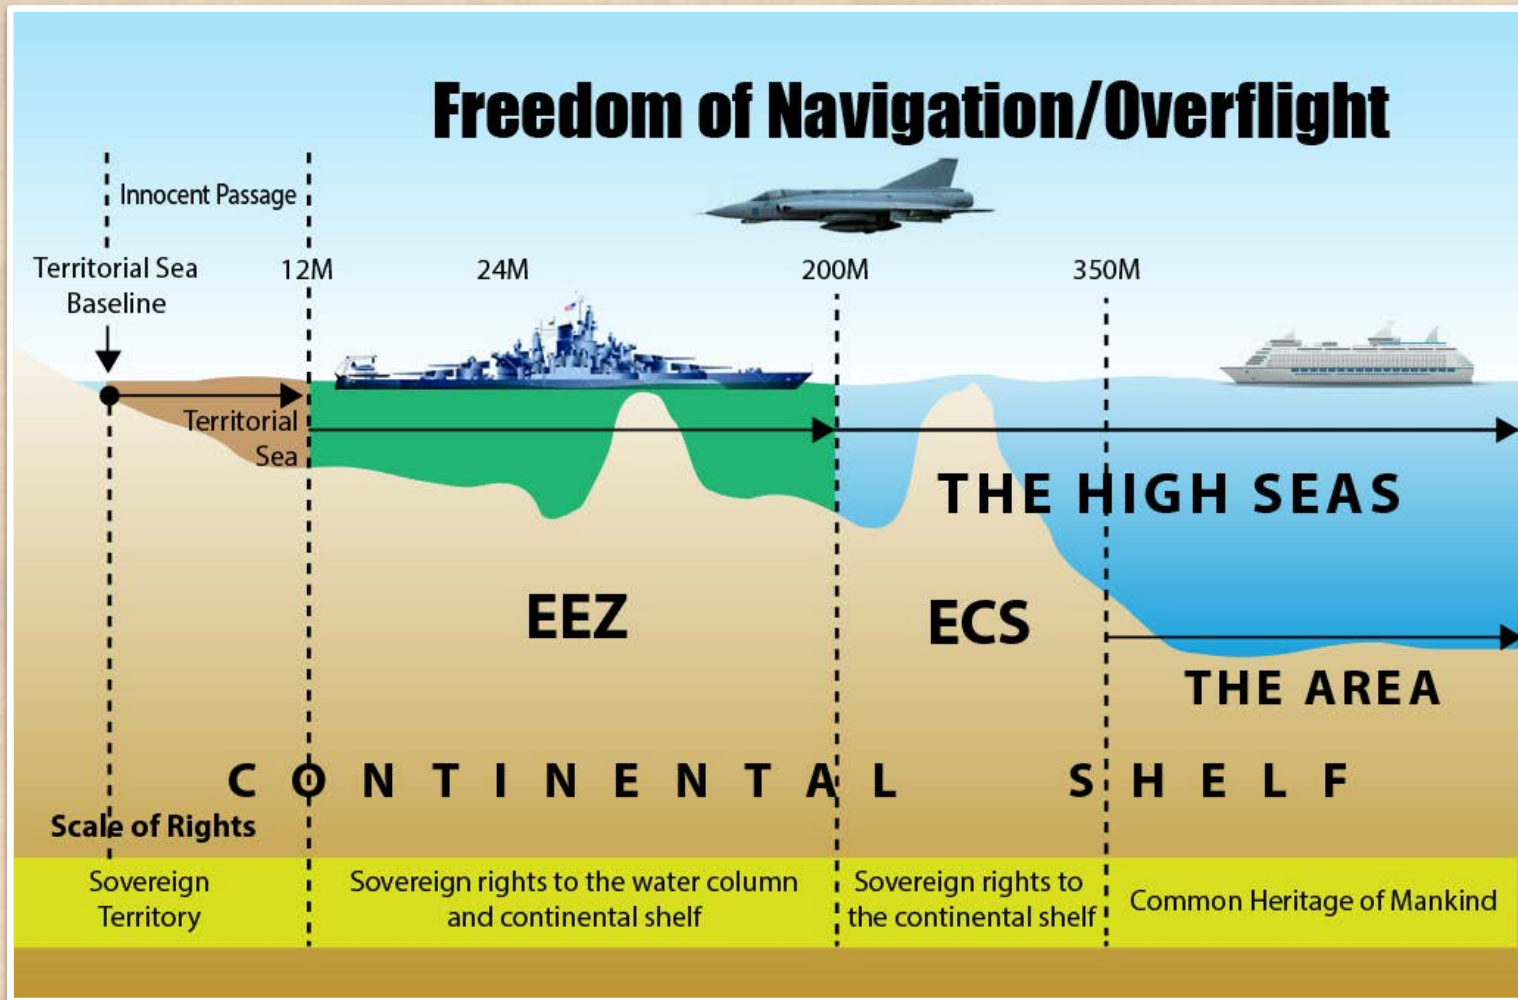 Freedom of Navigation/Overflight
Innocent Passage
Territorial Sea
Baseline
12M
24M
200M
350M
Territorial
Sea
THE HIGH SEAS
EEZ
ECS
THE AREA
CONTINENTAL SHELF
Scale of Rights
Sovereign
Territory
Sovereign rights to the water column
and continental shelf
Sovereign rights to
the continental shelf
Common Heritage of Mankind